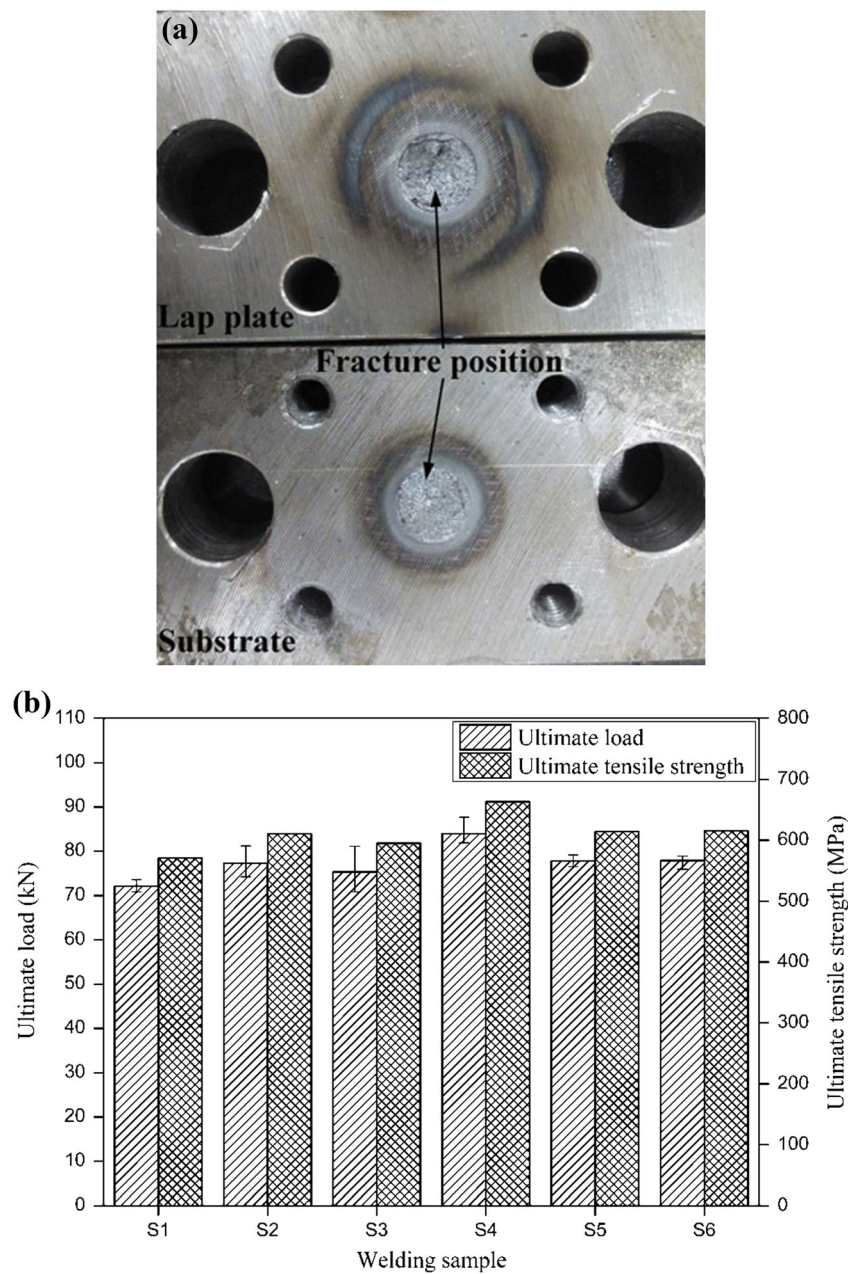 (a)
Lap plate
Fracture position
Substrate
(b)
Ultimate load
Ultimate tensile strength
110
100
90
80
70
60
50
40
30
20
10
0
Ultimate load (kN)
800
700
600
500
400
300
200
100
0
Ultimate tensile strength (MPa)
S1 S2 S3 S4 S5 S6
Welding sample